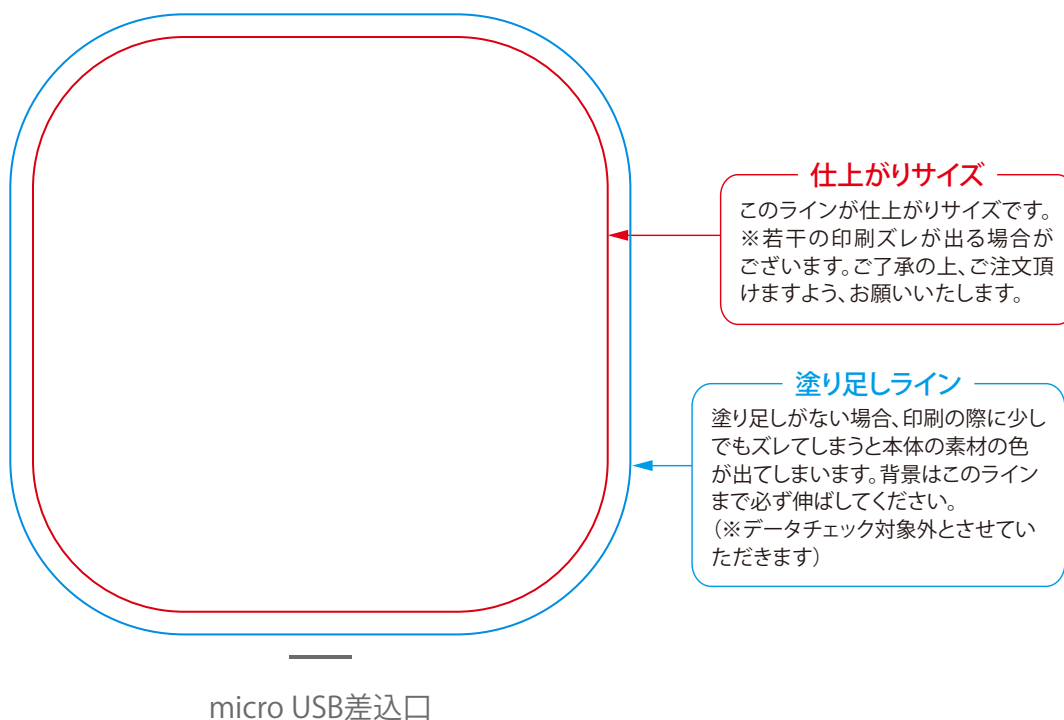 仕上がりサイズ
このラインが仕上がりサイズです。
※若干の印刷ズレが出る場合が
ございます。ご了承の上、ご注文頂
けますよう、お願いいたします。
塗り足しライン
塗り足しがない場合、印刷の際に少し
でもズレてしまうと本体の素材の色
が出てしまいます。背景はこのライン
まで必ず伸ばしてください。
（※データチェック対象外とさせてい
ただきます）
micro USB差込口